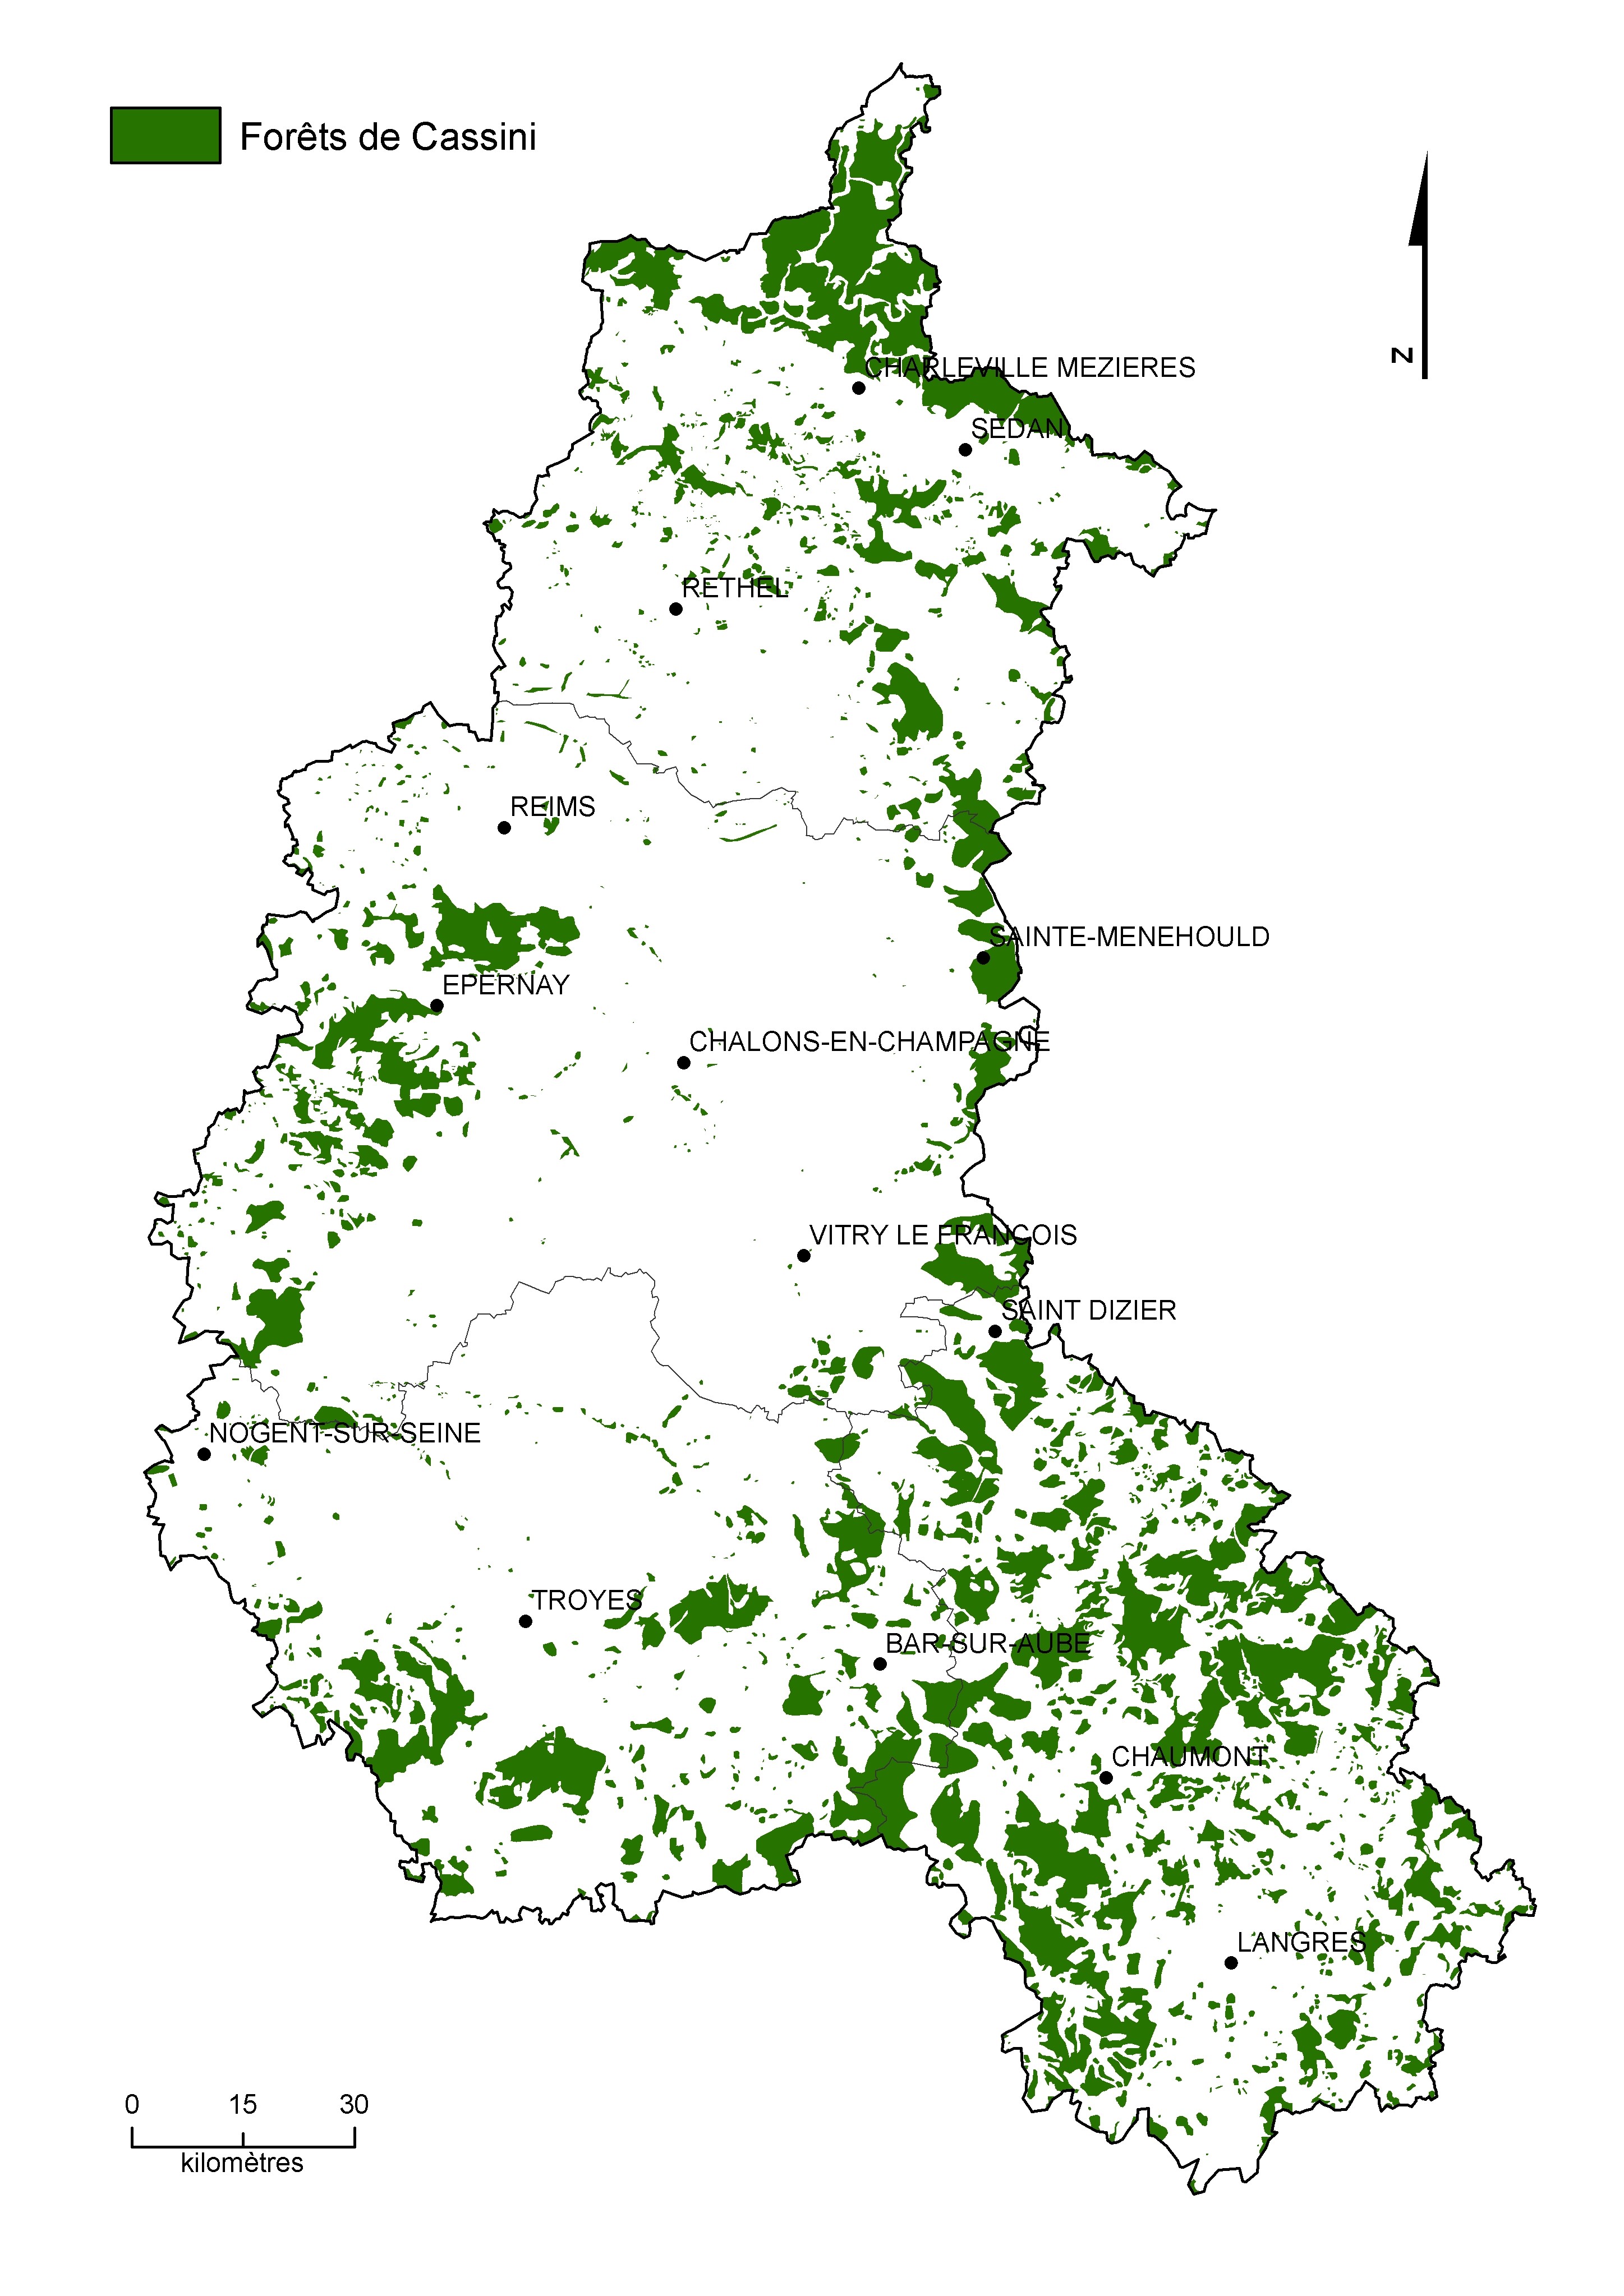 Forêts de Cassini
N
CHARLEVILLE MEZIERES
SEDAN
RETHEL
REIMS
SAINTE-MENEHOULD
EPERNAY
CHALONS-EN-CHAMPAGNE
VITRY LE FRANCOIS
SAINT DIZIER
NOGENT-SUR-SEINE
TROYES
BAR-SUR-AUBE
CHAUMONT
LANGRES
0 15 30
kilomètres